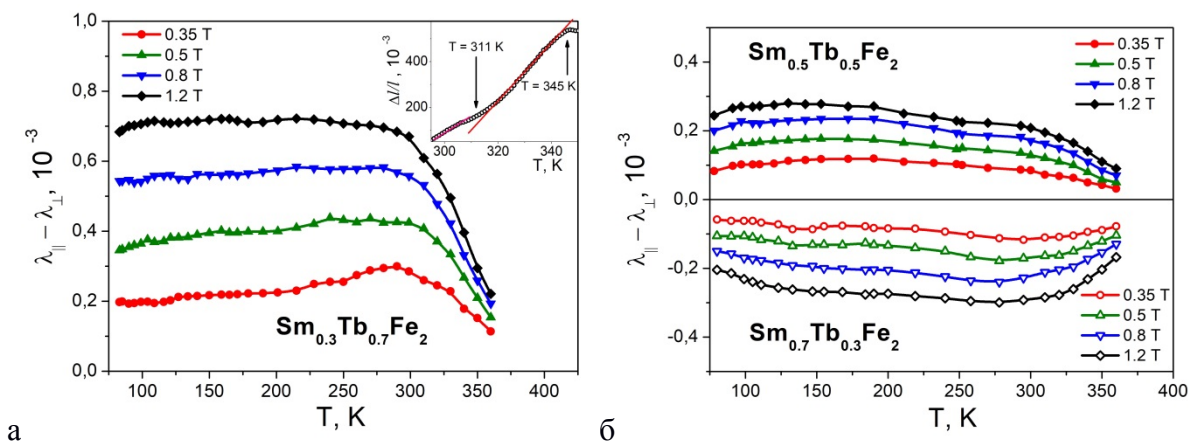 1,0
0,8
0,6
0,4
0,2
0,0
λ|| − λ⊥, 10⁻³
0.35 T
0.5 T
0.8 T
1.2 T
Δl/l, 10⁻³
400
200
T = 311 K
T = 345 K
300 320 340
T, K
Sm₀.₃Tb₀.₇Fe₂
100 150 200 250 300 350 400
T, K
а
0,4
0,2
0,0
-0,2
-0,4
λ|| − λ⊥, 10⁻³
Sm₀.₅Tb₀.₅Fe₂
0.35 T
0.5 T
0.8 T
1.2 T
Sm₀.₇Tb₀.₃Fe₂
0.35 T
0.5 T
0.8 T
1.2 T
100 150 200 250 300 350 400
T, K
б